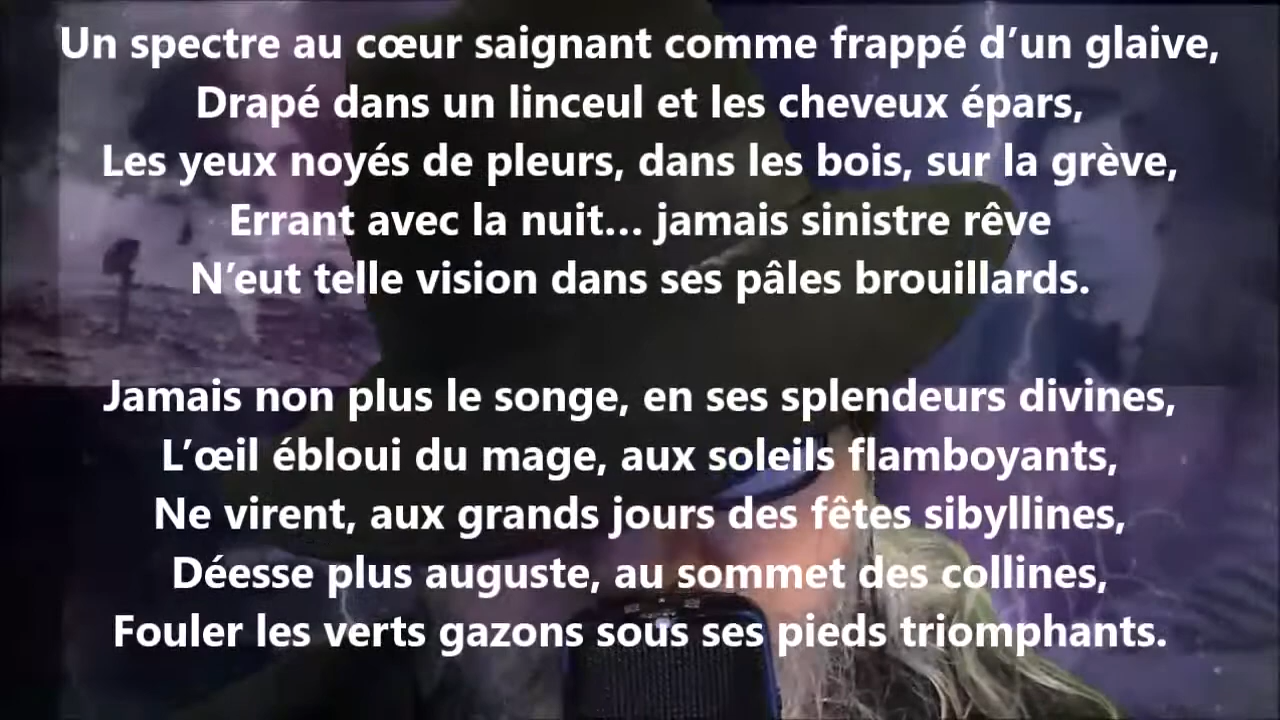 Un spectre au cœur saignant comme frappé d’un glaive,
Drapé dans un linceul et les cheveux épars,
Les yeux noyés de pleurs, dans les bois, sur la grève,
Errant avec la nuit… jamais sinistre rêve
N’eut telle vision dans ses pâles brouillards.
Jamais non plus le songe, en ses splendeurs divines,
L’œil ébloui du mage, aux soleils flamboyants,
Ne virent, aux grands jours des fêtes sibyllines,
Déesse plus auguste, au sommet des collines,
Fouler les verts gazons sous ses pieds triomphants.